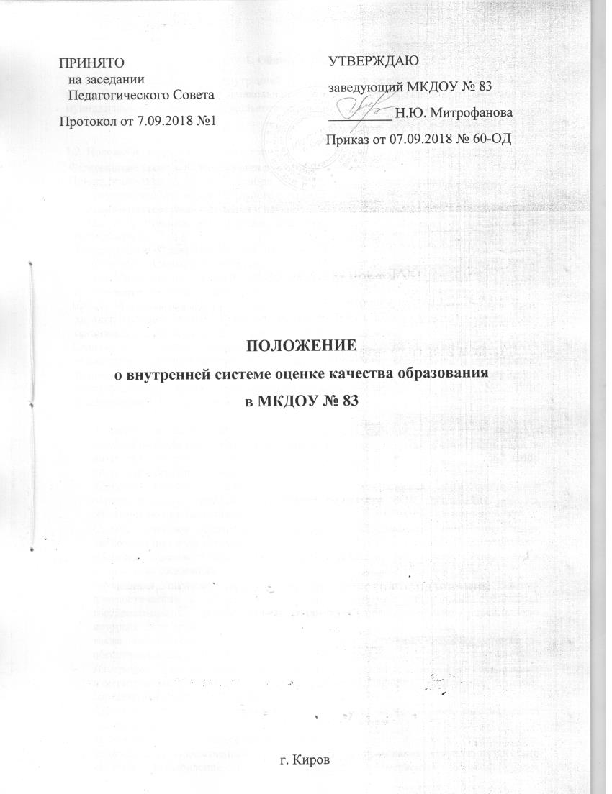 ПРИНЯТО
на заседании
Педагогического Совета
Протокол от 7.09.2018 №1
УТВЕРЖДАЮ
заведующий МКДОУ № 83
__________ Н.Ю. Митрофанова
Приказ от 07.09.2018 № 60-ОД
ПОЛОЖЕНИЕ
о внутренней системе оценке качества образования
в МКДОУ № 83
г. Киров